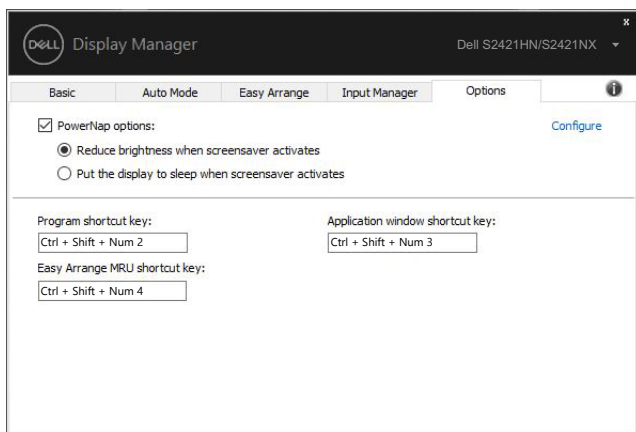 x
DELL Display Manager Dell S2421HN/S2421NX
Basic Auto Mode Easy Arrange Input Manager Options
PowerNap options: Configure
Reduce brightness when screensaver activates
Put the display to sleep when screensaver activates
Program shortcut key: Application window shortcut key:
Ctrl + Shift + Num 2 Ctrl + Shift + Num 3
Easy Arrange MRU shortcut key:
Ctrl + Shift + Num 4